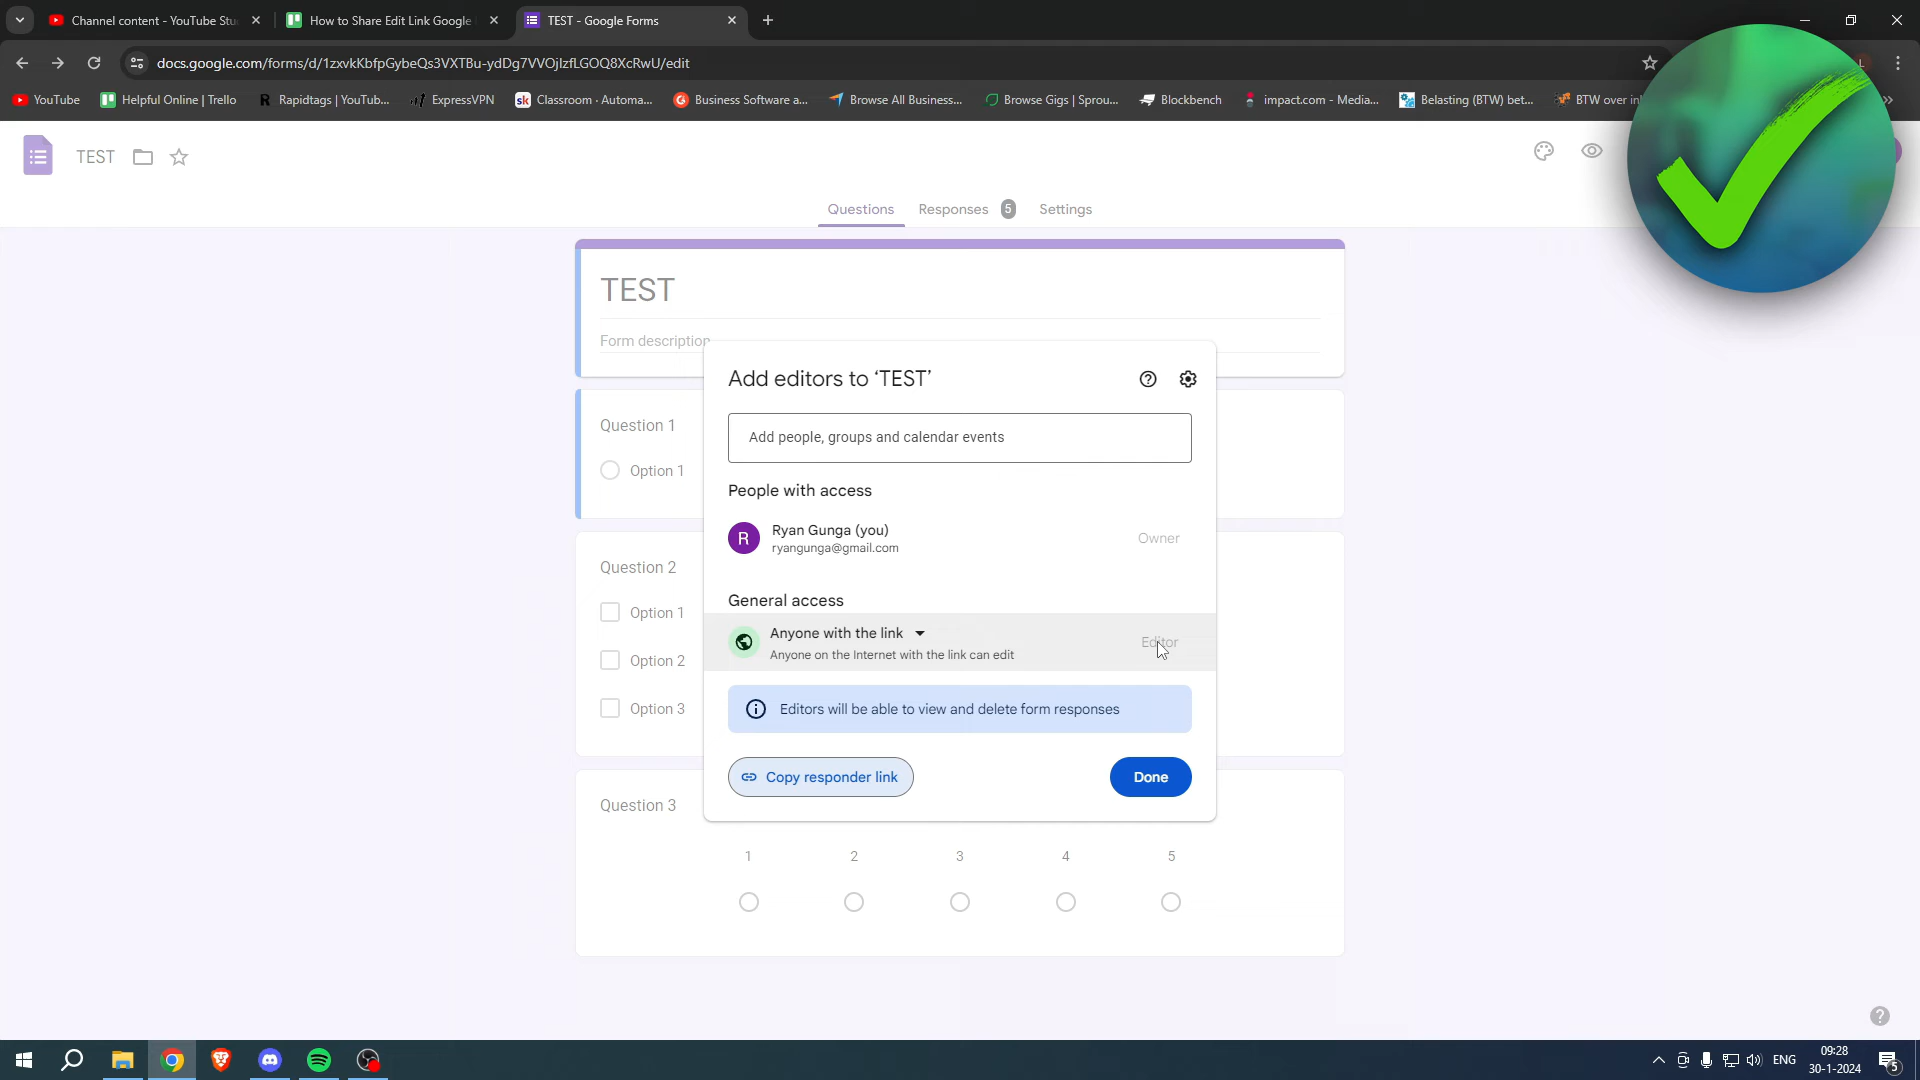 Channel content - YouTube Stu
How to Share Edit Link Google
TEST - Google Forms
docs.google.com/forms/d/1zxvkKbfpGybeQs3VXTBu-ydDg7VVOjIzfLGOQ8XcRwU/edit
YouTube
Helpful Online | Trello
Rapidtags | YouTub...
ExpressVPN
Classroom · Automa...
Business Software a...
Browse All Business...
Browse Gigs | Sprou...
Blockbench
impact.com - Media...
Belasting (BTW) bet...
BTW over in
TEST
Questions
Responses 5
Settings
TEST
Form description
Add editors to ‘TEST’
Add people, groups and calendar events
People with access
R
Ryan Gunga (you)
ryangunga@gmail.com
Owner
General access
Anyone with the link
Anyone on the Internet with the link can edit
Editor
Editors will be able to view and delete form responses
Copy responder link
Done
Question 1
Option 1
Question 2
Option 1
Option 2
Option 3
Question 3
1 2 3 4 5
ENG
09:28
30-1-2024
5